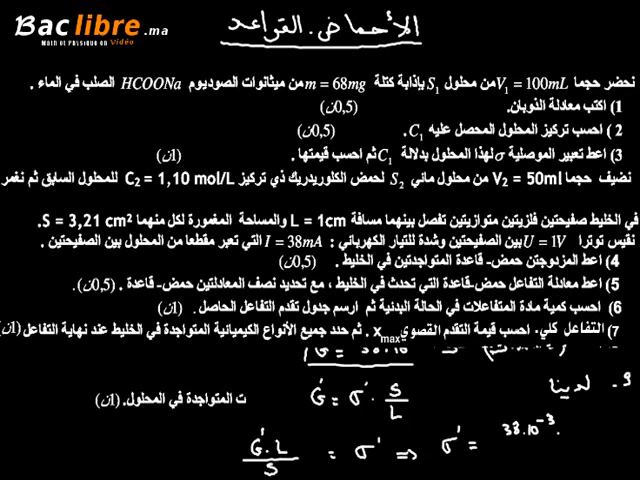 Baclibre.ma
Math et Physique en Vidéo
الأحماض. القواعد
نحضر حجما V₁ = 100mL من محلول S₁ بإذابة كتلة m = 68mg من ميثانوات الصوديوم HCOONa الصلب في الماء.
1) اكتب معادلة الذوبان. (0,5ن)
2) احسب تركيز المحلول المحصل عليه C₁. (0,5ن)
3) اعط تعبير الموصلية σ لهذا المحلول بدلالة C₁ ثم احسب قيمتها. (1ن)
نضيف حجما V₂ = 50ml من محلول مائي S₂ لحمض الكلوريدريك ذي تركيز C₂ = 1,10 mol/L للمحلول السابق ثم نغمر
في الخليط صفيحتين فلزيتين متوازيتين تفصل بينهما مسافة L = 1cm والمساحة المغمورة لكل منهما S = 3,21 cm².
نقيس توترا U = 1V بين الصفيحتين وشدة للتيار الكهربائي : I = 38mA التي تعبر مقطعا من المحلول بين الصفيحتين.
4) اعط المزدوجتن حمض- قاعدة المتواجدتين في الخليط. (0,5ن)
5) اعط معادلة التفاعل حمض-قاعدة التي تحدث في الخليط ، مع تحديد نصف المعادلتين حمض- قاعدة. (0,5ن).
6) احسب كمية مادة المتفاعلات في الحالة البدئية ثم ارسم جدول تقدم التفاعل الحاصل. (1ن)
7) التفاعل كلي. احسب قيمة التقدم القصوي xmax. ثم حدد جميع الأنواع الكيميائية المتواجدة في الخليط عند نهاية التفاعل (1ن)
9. لدينا
G' = σ' · S/L
ت المتواجدة في المحلول. (1ن)
G'·L/S = σ' ⇒ σ' = 38.10⁻³.